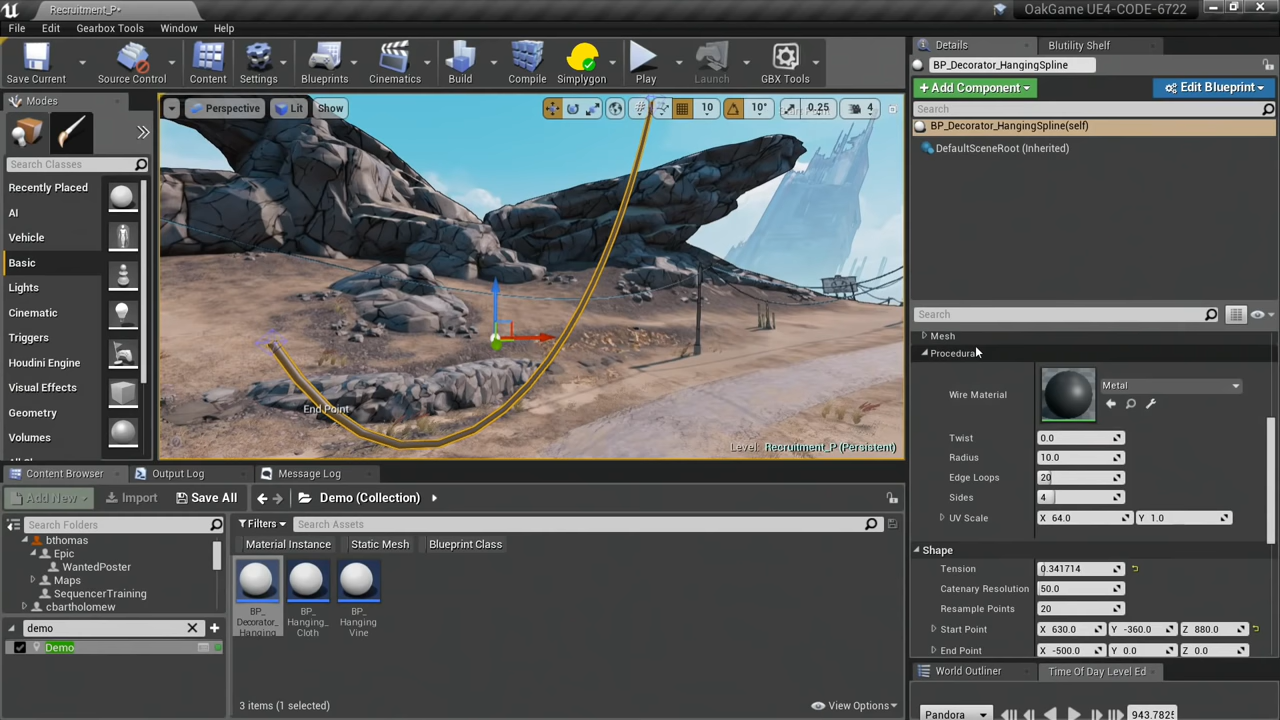 Recruitment_P*
OakGame UE4-CODE-6722
File Edit Gearbox Tools Window Help
Save Current Source Control Content Settings Blueprints Cinematics Build Compile Simplygon Play Launch GBX Tools
Modes
Search Classes
Recently Placed
AI
Vehicle
Basic
Lights
Cinematic
Triggers
Houdini Engine
Visual Effects
Geometry
Volumes
Perspective Lit Show
10 10° 0.25 4
End Point
Level: Recruitment_P (Persistent)
Details Blutility Shelf
BP_Decorator_HangingSpline
+ Add Component Edit Blueprint
Search
BP_Decorator_HangingSpline(self)
DefaultSceneRoot (Inherited)
Search
Mesh
Procedural
Wire Material Metal
Twist 0.0
Radius 10.0
Edge Loops 20
Sides 4
UV Scale X 64.0 Y 1.0
Shape
Tension 0.341714
Catenary Resolution 50.0
Resample Points 20
Start Point X 630.0 Y -360.0 Z 880.0
End Point X -500.0 Y 0.0 Z 0.0
World Outliner Time Of Day Level Ed
Pandora 943.7825
Content Browser Output Log Message Log
Add New Import Save All Demo (Collection)
Search Folders
bthomas
Epic
WantedPoster
Maps
SequencerTraining
cbartholomew
demo
Demo
Filters Search Assets
Material Instance Static Mesh Blueprint Class
BP_
Decorator_
Hanging
BP_
Hanging_
Cloth
BP_
Hanging
Vine
3 items (1 selected)
View Options